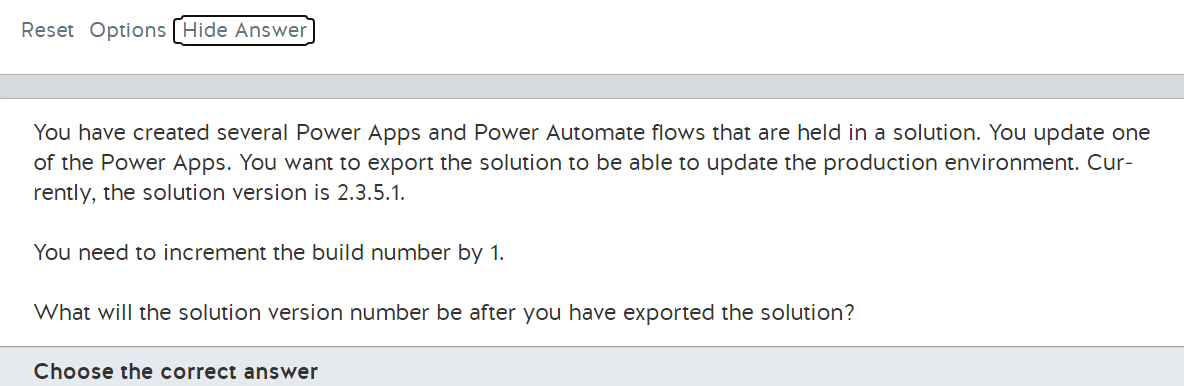 Reset Options Hide Answer
You have created several Power Apps and Power Automate flows that are held in a solution. You update one
of the Power Apps. You want to export the solution to be able to update the production environment. Cur-
rently, the solution version is 2.3.5.1.
You need to increment the build number by 1.
What will the solution version number be after you have exported the solution?
Choose the correct answer